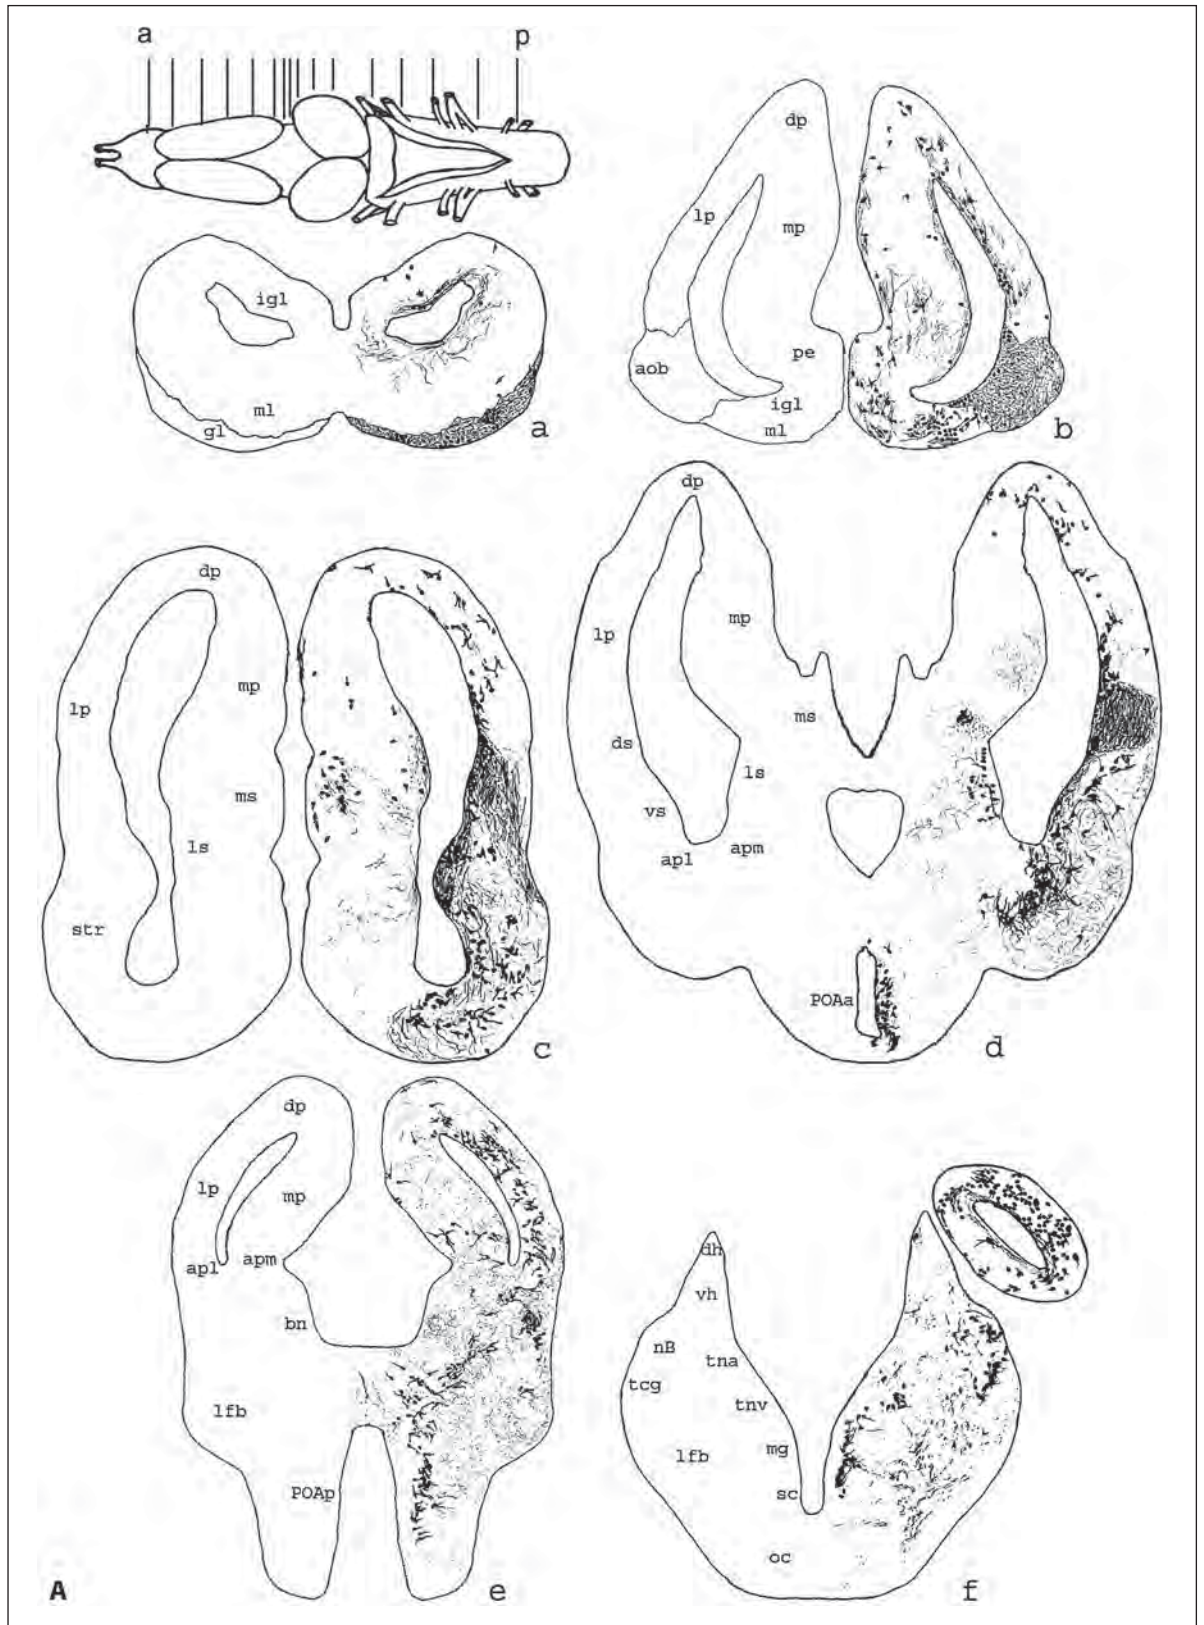 a p
igl
ml
gl
a
dp
lp
mp
aob
pe
igl
ml
b
dp
lp
mp
ms
ls
str
c
dp
lp
mp
ms
ds
ls
vs
apl
apm
POAa
d
dp
lp
mp
apl
apm
bn
lfb
POAp
e
dh
vh
nB
tna
tcg
tnv
lfb
mg
sc
oc
f
A